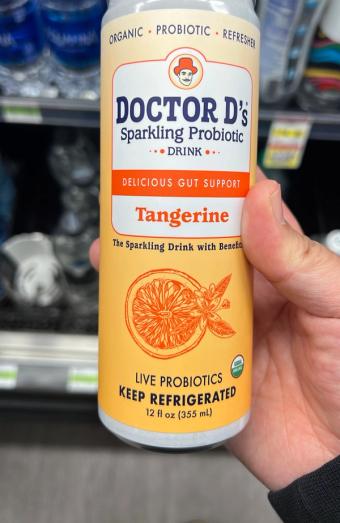 ORGANIC • PROBIOTIC • REFRESHER
DOCTOR D's
Sparkling Probiotic
DRINK
DELICIOUS GUT SUPPORT
Tangerine
The Sparkling Drink with Benefits
LIVE PROBIOTICS
KEEP REFRIGERATED
12 fl oz (355 mL)